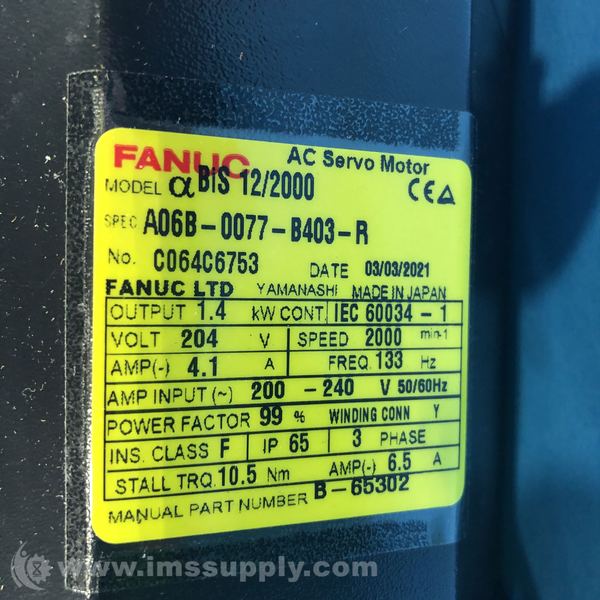 FANUC AC Servo Motor
MODEL αBiS 12/2000
SPEC A06B-0077-B403-R
No. C064C6753 DATE 03/03/2021
FANUC LTD YAMANASHI MADE IN JAPAN
OUTPUT 1.4 kW CONT. IEC 60034-1
VOLT 204 V SPEED 2000 min-1
AMP(~) 4.1 A FREQ. 133 Hz
AMP INPUT (~) 200 -240 V 50/60Hz
POWER FACTOR 99 % WINDING CONN Y
INS. CLASS F IP 65 3 PHASE
STALL TRQ. 10.5 Nm AMP(~) 6.5 A
MANUAL PART NUMBER B-65302
www.imssupply.com
IMS SUPPLY